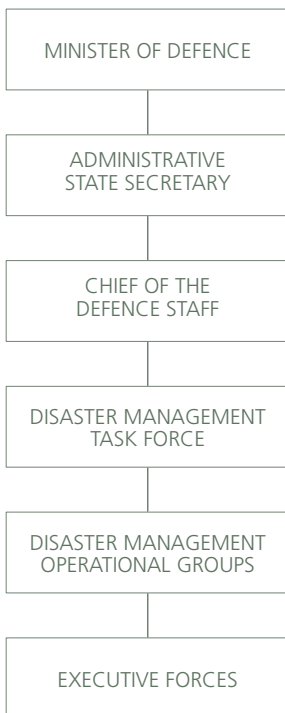 MINISTER OF DEFENCE
ADMINISTRATIVE
STATE SECRETARY
CHIEF OF THE
DEFENCE STAFF
DISASTER MANAGEMENT
TASK FORCE
DISASTER MANAGEMENT
OPERATIONAL GROUPS
EXECUTIVE FORCES